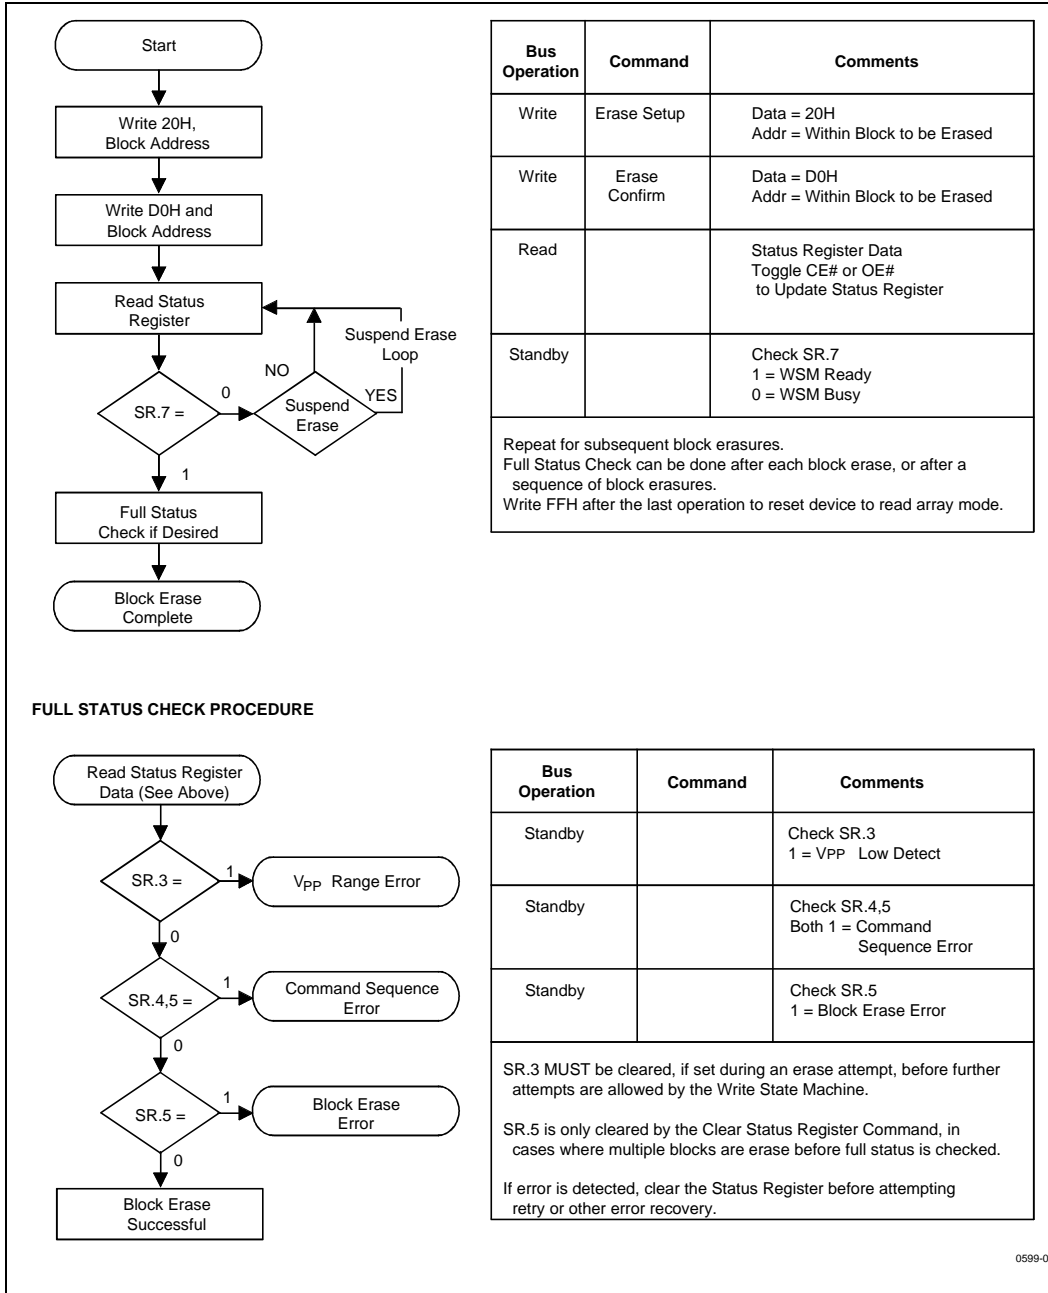 Start
Write 20H,
Block Address
Write D0H and
Block Address
Read Status
Register
Suspend Erase
Loop
NO
YES
0
SR.7 =
Suspend
Erase
1
Full Status
Check if Desired
Block Erase
Complete
Bus
Operation
Command
Comments
Write
Erase Setup
Data = 20H
Addr = Within Block to be Erased
Write
Erase
Confirm
Data = D0H
Addr = Within Block to be Erased
Read
Status Register Data
Toggle CE# or OE#
to Update Status Register
Standby
Check SR.7
1 = WSM Ready
0 = WSM Busy
Repeat for subsequent block erasures.
Full Status Check can be done after each block erase, or after a
sequence of block erasures.
Write FFH after the last operation to reset device to read array mode.
FULL STATUS CHECK PROCEDURE
Read Status Register
Data (See Above)
SR.3 =
1
VPP Range Error
0
SR.4,5 =
1
Command Sequence
Error
0
SR.5 =
1
Block Erase
Error
0
Block Erase
Successful
Bus
Operation
Command
Comments
Standby
Check SR.3
1 = VPP Low Detect
Standby
Check SR.4,5
Both 1 = Command
Sequence Error
Standby
Check SR.5
1 = Block Erase Error
SR.3 MUST be cleared, if set during an erase attempt, before further
attempts are allowed by the Write State Machine.
SR.5 is only cleared by the Clear Status Register Command, in
cases where multiple blocks are erase before full status is checked.
If error is detected, clear the Status Register before attempting
retry or other error recovery.
0599-0